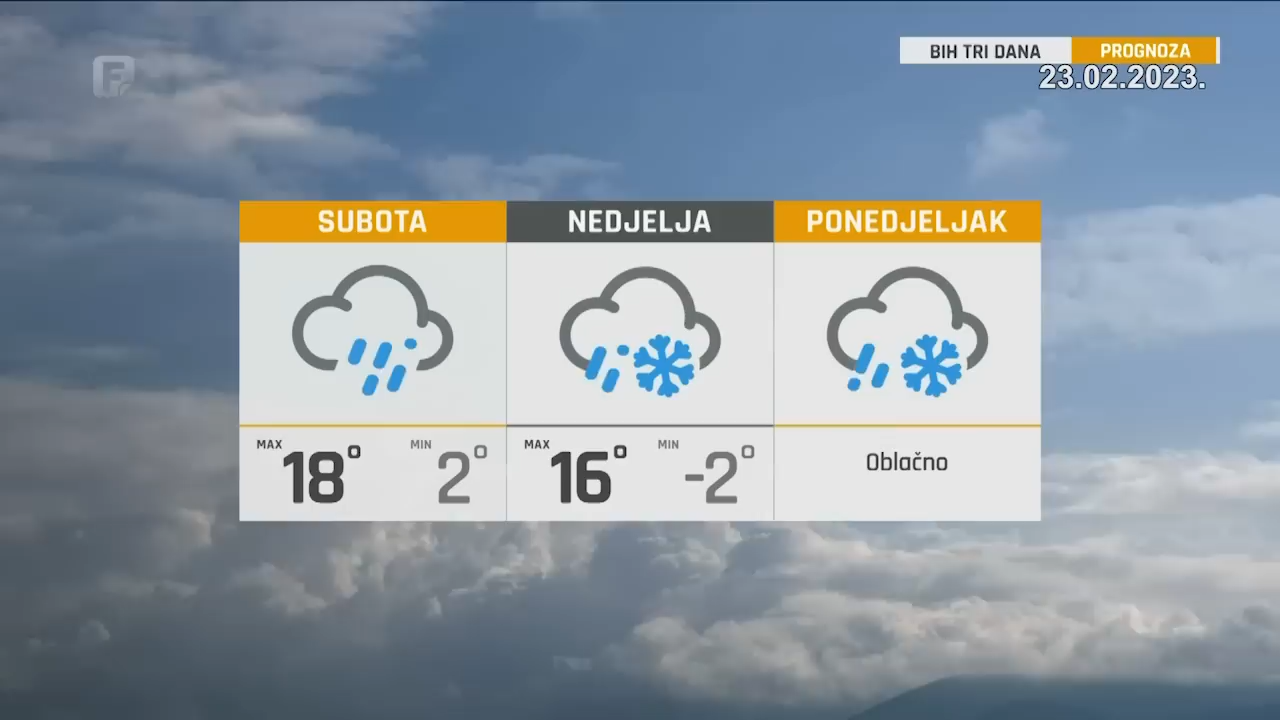 F
BIH TRI DANA PROGNOZA
23.02.2023.
SUBOTA NEDJELJA PONEDJELJAK
MAX 18° MIN 2° MAX 16° MIN -2° Oblačno